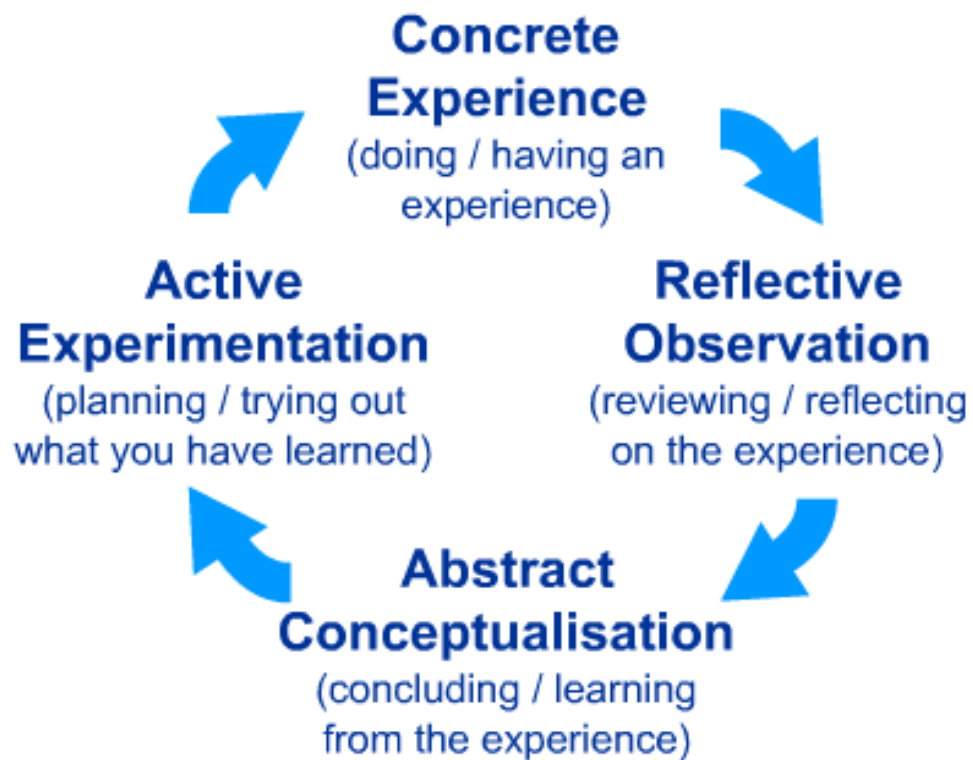 Concrete
Experience
(doing / having an
experience)
Reflective
Observation
(reviewing / reflecting
on the experience)
Abstract
Conceptualisation
(concluding / learning
from the experience)
Active
Experimentation
(planning / trying out
what you have learned)